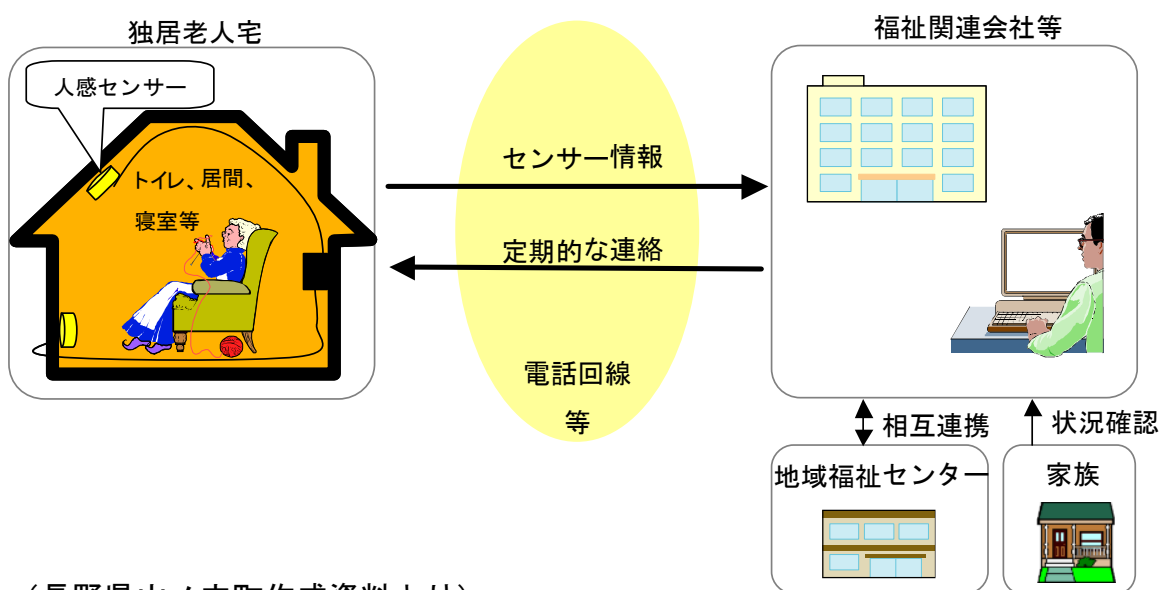 独居老人宅
福祉関連会社等
人感センサー
トイレ、居間、
寝室等
センサー情報
定期的な連絡
電話回線
等
相互連携
状況確認
地域福祉センター
家族